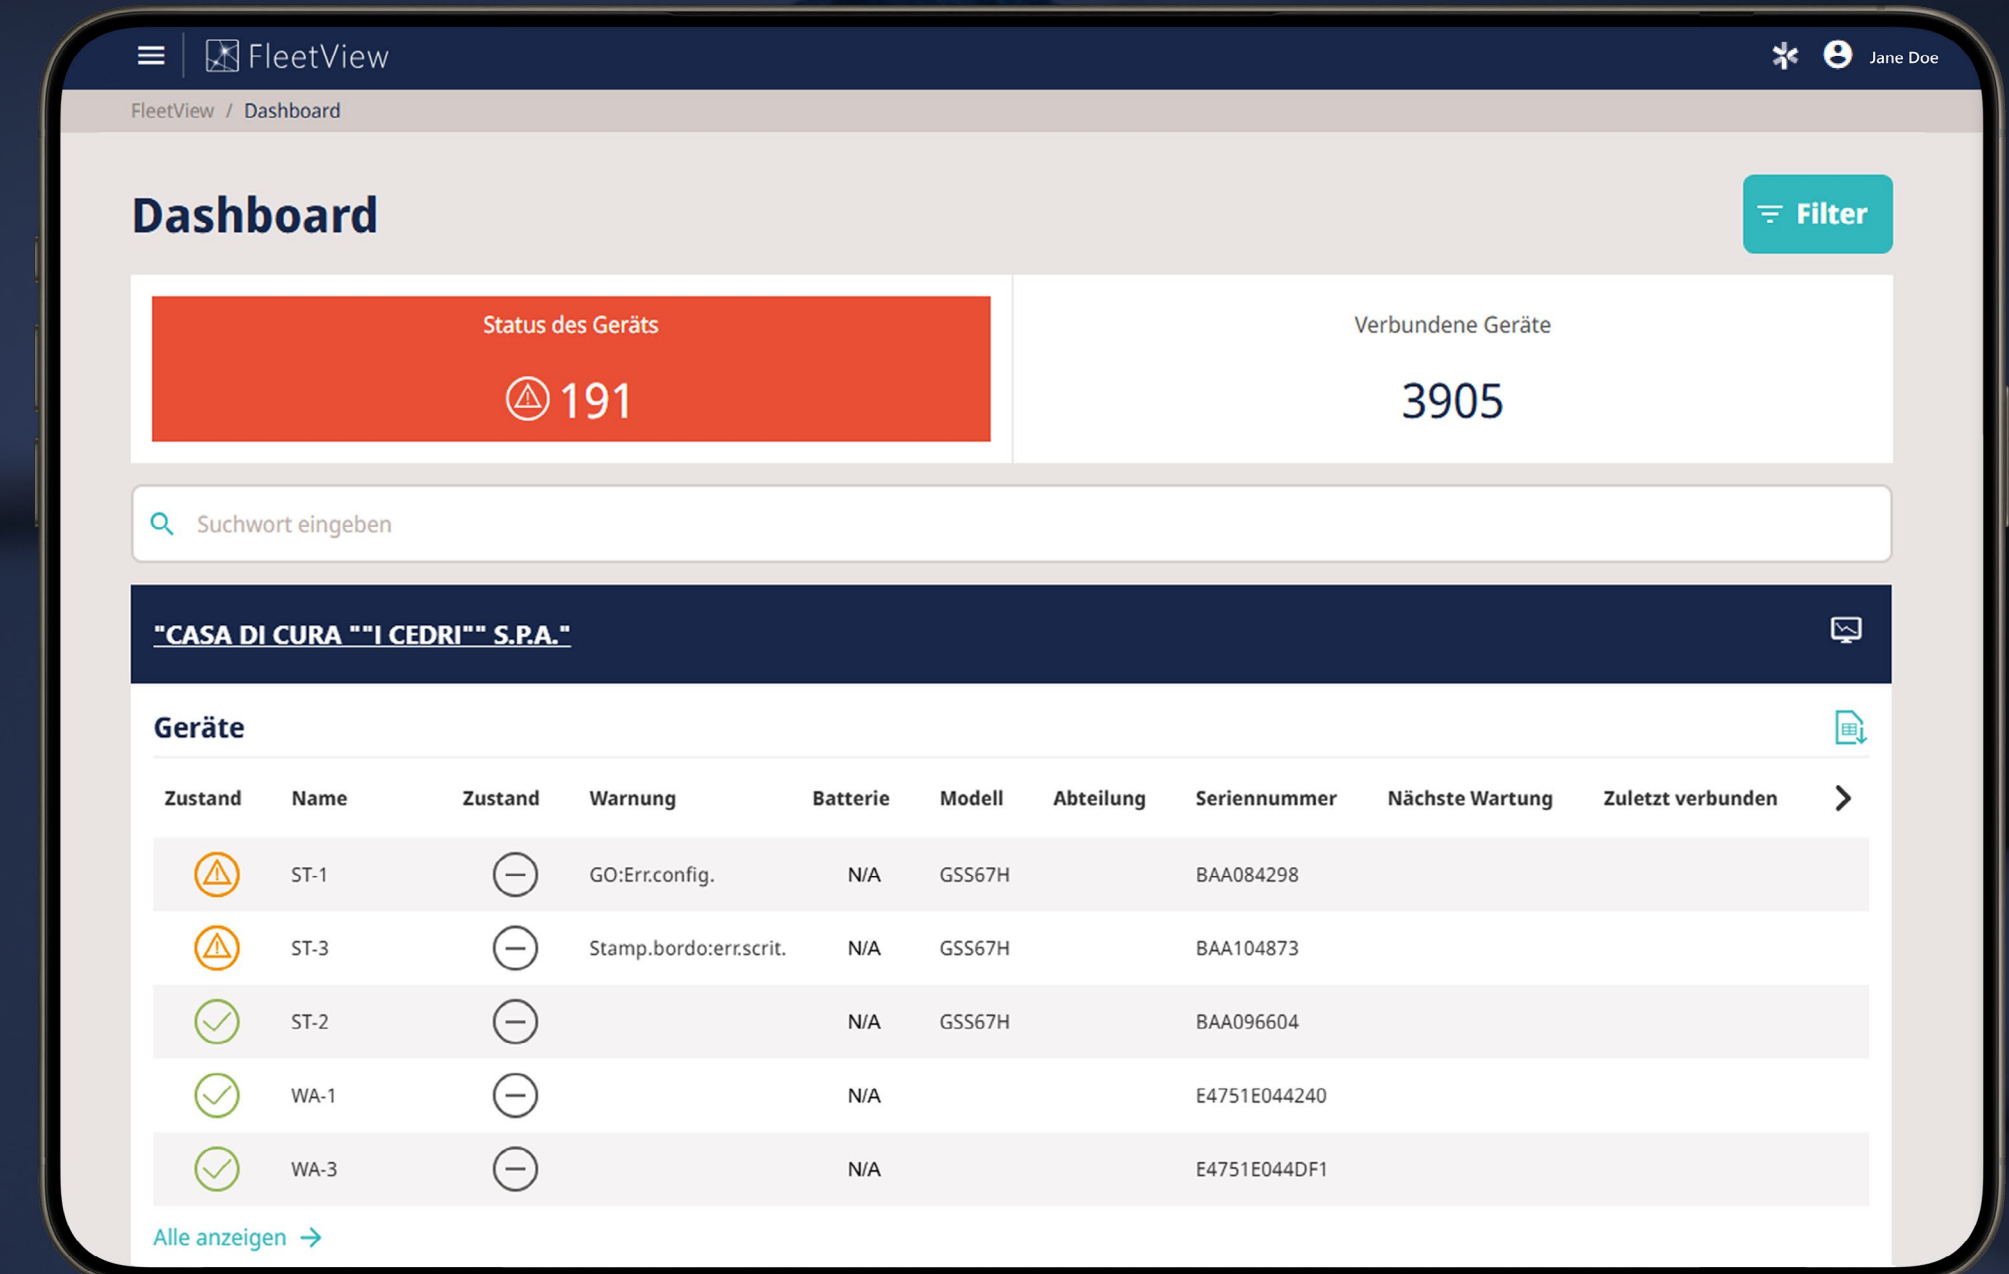 FleetView
Jane Doe
FleetView / Dashboard
Dashboard
Filter
Status des Geräts
191
Verbundene Geräte
3905
Suchwort eingeben
"CASA DI CURA ""I CEDRI"" S.P.A."
Geräte
Zustand Name Zustand Warnung Batterie Modell Abteilung Seriennummer Nächste Wartung Zuletzt verbunden
ST-1 GO:Err.config. N/A GSS67H BAA084298
ST-3 Stamp.bordo:err.scrit. N/A GSS67H BAA104873
ST-2 N/A GSS67H BAA096604
WA-1 N/A E4751E044240
WA-3 N/A E4751E044DF1
Alle anzeigen